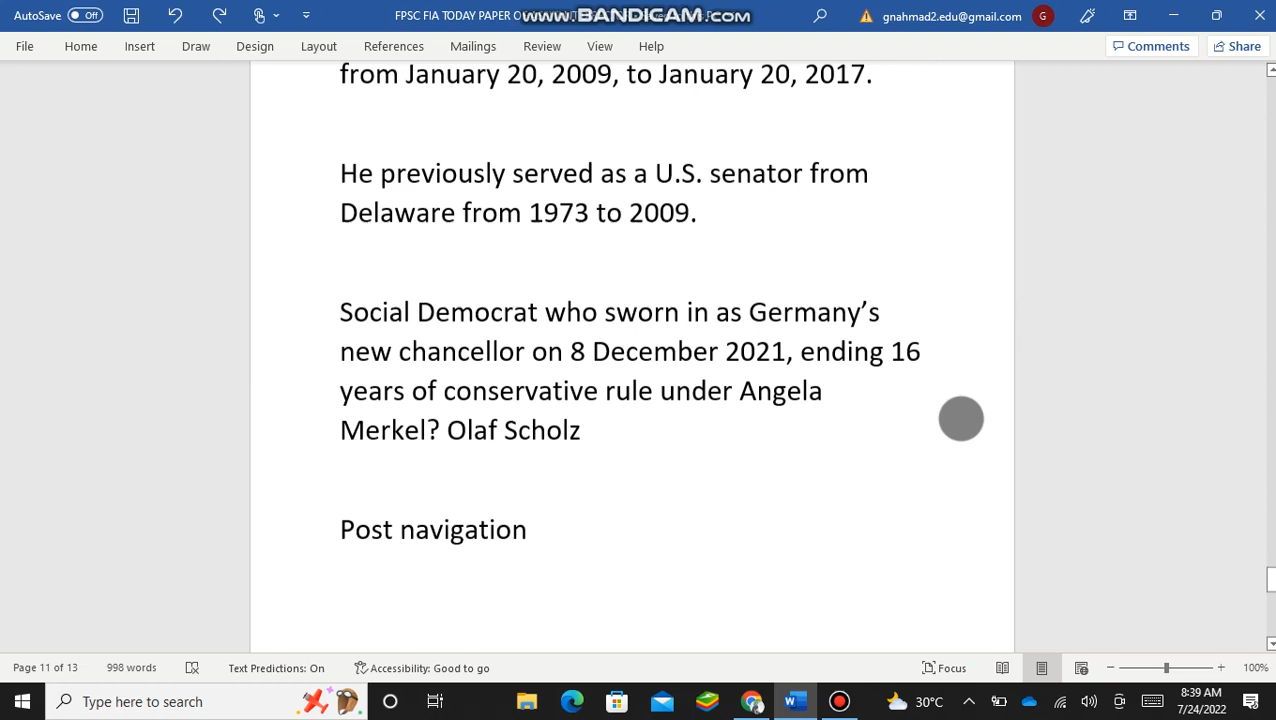 AutoSave Off
FPSC FIA TODAY PAPER O
www.BANDICAM.com
gnahmad2.edu@gmail.com
G
File Home Insert Draw Design Layout References Mailings Review View Help Comments Share
from January 20, 2009, to January 20, 2017.
He previously served as a U.S. senator from
Delaware from 1973 to 2009.
Social Democrat who sworn in as Germany’s
new chancellor on 8 December 2021, ending 16
years of conservative rule under Angela
Merkel? Olaf Scholz
Post navigation
Page 11 of 13 998 words Text Predictions: On Accessibility: Good to go Focus 100%
Type here to search 30°C 8:39 AM
7/24/2022